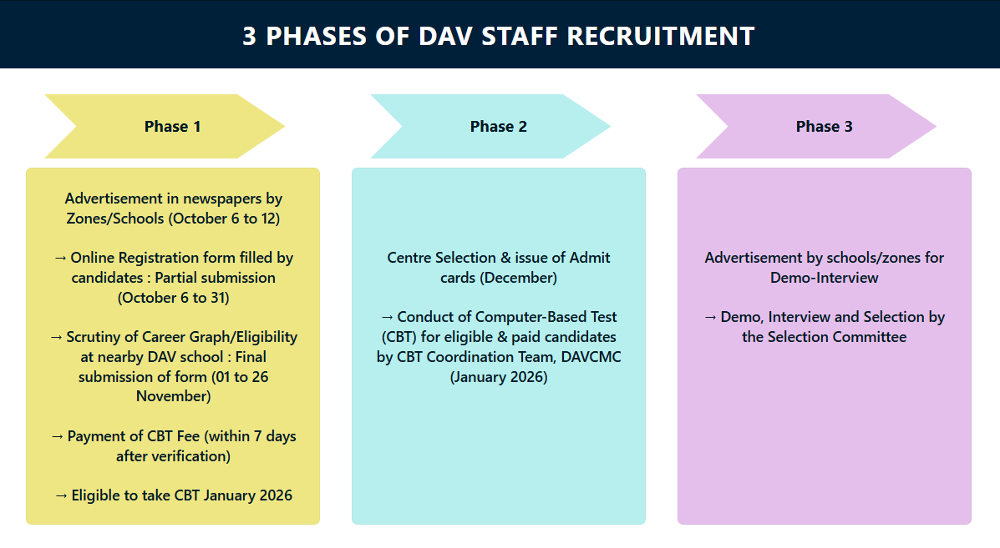 3 PHASES OF DAV STAFF RECRUITMENT
Phase 1
Advertisement in newspapers by
Zones/Schools (October 6 to 12)
→ Online Registration form filled by
candidates : Partial submission
(October 6 to 31)
→ Scrutiny of Career Graph/Eligibility
at nearby DAV school : Final
submission of form (01 to 26
November)
→ Payment of CBT Fee (within 7 days
after verification)
→ Eligible to take CBT January 2026
Phase 2
Centre Selection & issue of Admit
cards (December)
→ Conduct of Computer-Based Test
(CBT) for eligible & paid candidates
by CBT Coordination Team, DAVCMC
(January 2026)
Phase 3
Advertisement by schools/zones for
Demo-Interview
→ Demo, Interview and Selection by
the Selection Committee